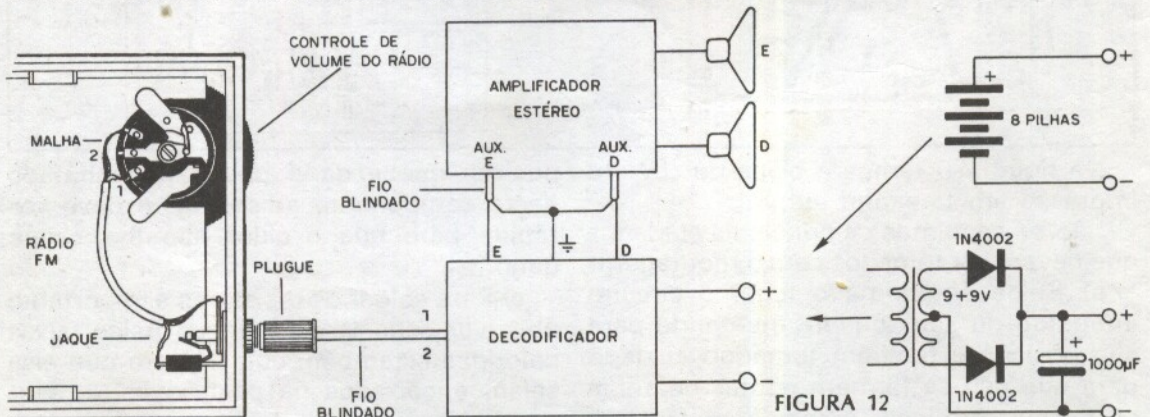 CONTROLE DE
VOLUME DO RÁDIO
MALHA
2
1
RÁDIO
FM
JAQUE
PLUGUE
FIO
BLINDADO
1
2
FIO
BLINDADO
AMPLIFICADOR
ESTÉREO
AUX.
E
AUX.
D
E
D
DECODIFICADOR
E
D
+
−
+
8 PILHAS
+
−
1N4002
9+9V
1N4002
+
1000µF
+
−
FIGURA 12